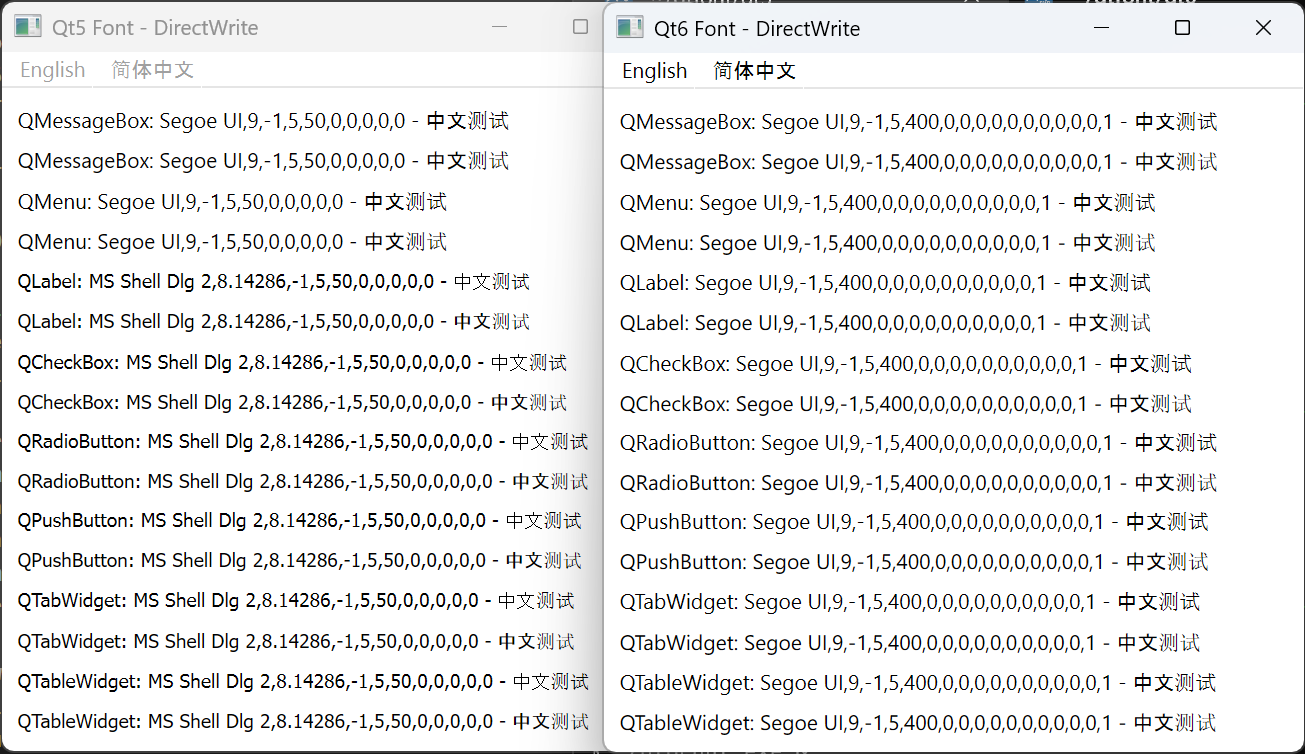 Qt5 Font - DirectWrite
English 简体中文
QMessageBox: Segoe UI,9,-1,5,50,0,0,0,0,0 - 中文测试
QMessageBox: Segoe UI,9,-1,5,50,0,0,0,0,0 - 中文测试
QMenu: Segoe UI,9,-1,5,50,0,0,0,0,0 - 中文测试
QMenu: Segoe UI,9,-1,5,50,0,0,0,0,0 - 中文测试
QLabel: MS Shell Dlg 2,8.14286,-1,5,50,0,0,0,0,0 - 中文测试
QLabel: MS Shell Dlg 2,8.14286,-1,5,50,0,0,0,0,0 - 中文测试
QCheckBox: MS Shell Dlg 2,8.14286,-1,5,50,0,0,0,0,0 - 中文测试
QCheckBox: MS Shell Dlg 2,8.14286,-1,5,50,0,0,0,0,0 - 中文测试
QRadioButton: MS Shell Dlg 2,8.14286,-1,5,50,0,0,0,0,0 - 中文测试
QRadioButton: MS Shell Dlg 2,8.14286,-1,5,50,0,0,0,0,0 - 中文测试
QPushButton: MS Shell Dlg 2,8.14286,-1,5,50,0,0,0,0,0 - 中文测试
QPushButton: MS Shell Dlg 2,8.14286,-1,5,50,0,0,0,0,0 - 中文测试
QTabWidget: MS Shell Dlg 2,8.14286,-1,5,50,0,0,0,0,0 - 中文测试
QTabWidget: MS Shell Dlg 2,8.14286,-1,5,50,0,0,0,0,0 - 中文测试
QTableWidget: MS Shell Dlg 2,8.14286,-1,5,50,0,0,0,0,0 - 中文测试
QTableWidget: MS Shell Dlg 2,8.14286,-1,5,50,0,0,0,0,0 - 中文测试
Qt6 Font - DirectWrite
English 简体中文
QMessageBox: Segoe UI,9,-1,5,400,0,0,0,0,0,0,0,0,0,0,1 - 中文测试
QMessageBox: Segoe UI,9,-1,5,400,0,0,0,0,0,0,0,0,0,0,1 - 中文测试
QMenu: Segoe UI,9,-1,5,400,0,0,0,0,0,0,0,0,0,0,1 - 中文测试
QMenu: Segoe UI,9,-1,5,400,0,0,0,0,0,0,0,0,0,0,1 - 中文测试
QLabel: Segoe UI,9,-1,5,400,0,0,0,0,0,0,0,0,0,0,1 - 中文测试
QLabel: Segoe UI,9,-1,5,400,0,0,0,0,0,0,0,0,0,0,1 - 中文测试
QCheckBox: Segoe UI,9,-1,5,400,0,0,0,0,0,0,0,0,0,0,1 - 中文测试
QCheckBox: Segoe UI,9,-1,5,400,0,0,0,0,0,0,0,0,0,0,1 - 中文测试
QRadioButton: Segoe UI,9,-1,5,400,0,0,0,0,0,0,0,0,0,0,1 - 中文测试
QRadioButton: Segoe UI,9,-1,5,400,0,0,0,0,0,0,0,0,0,0,1 - 中文测试
QPushButton: Segoe UI,9,-1,5,400,0,0,0,0,0,0,0,0,0,0,1 - 中文测试
QPushButton: Segoe UI,9,-1,5,400,0,0,0,0,0,0,0,0,0,0,1 - 中文测试
QTabWidget: Segoe UI,9,-1,5,400,0,0,0,0,0,0,0,0,0,0,1 - 中文测试
QTabWidget: Segoe UI,9,-1,5,400,0,0,0,0,0,0,0,0,0,0,1 - 中文测试
QTableWidget: Segoe UI,9,-1,5,400,0,0,0,0,0,0,0,0,0,0,1 - 中文测试
QTableWidget: Segoe UI,9,-1,5,400,0,0,0,0,0,0,0,0,0,0,1 - 中文测试